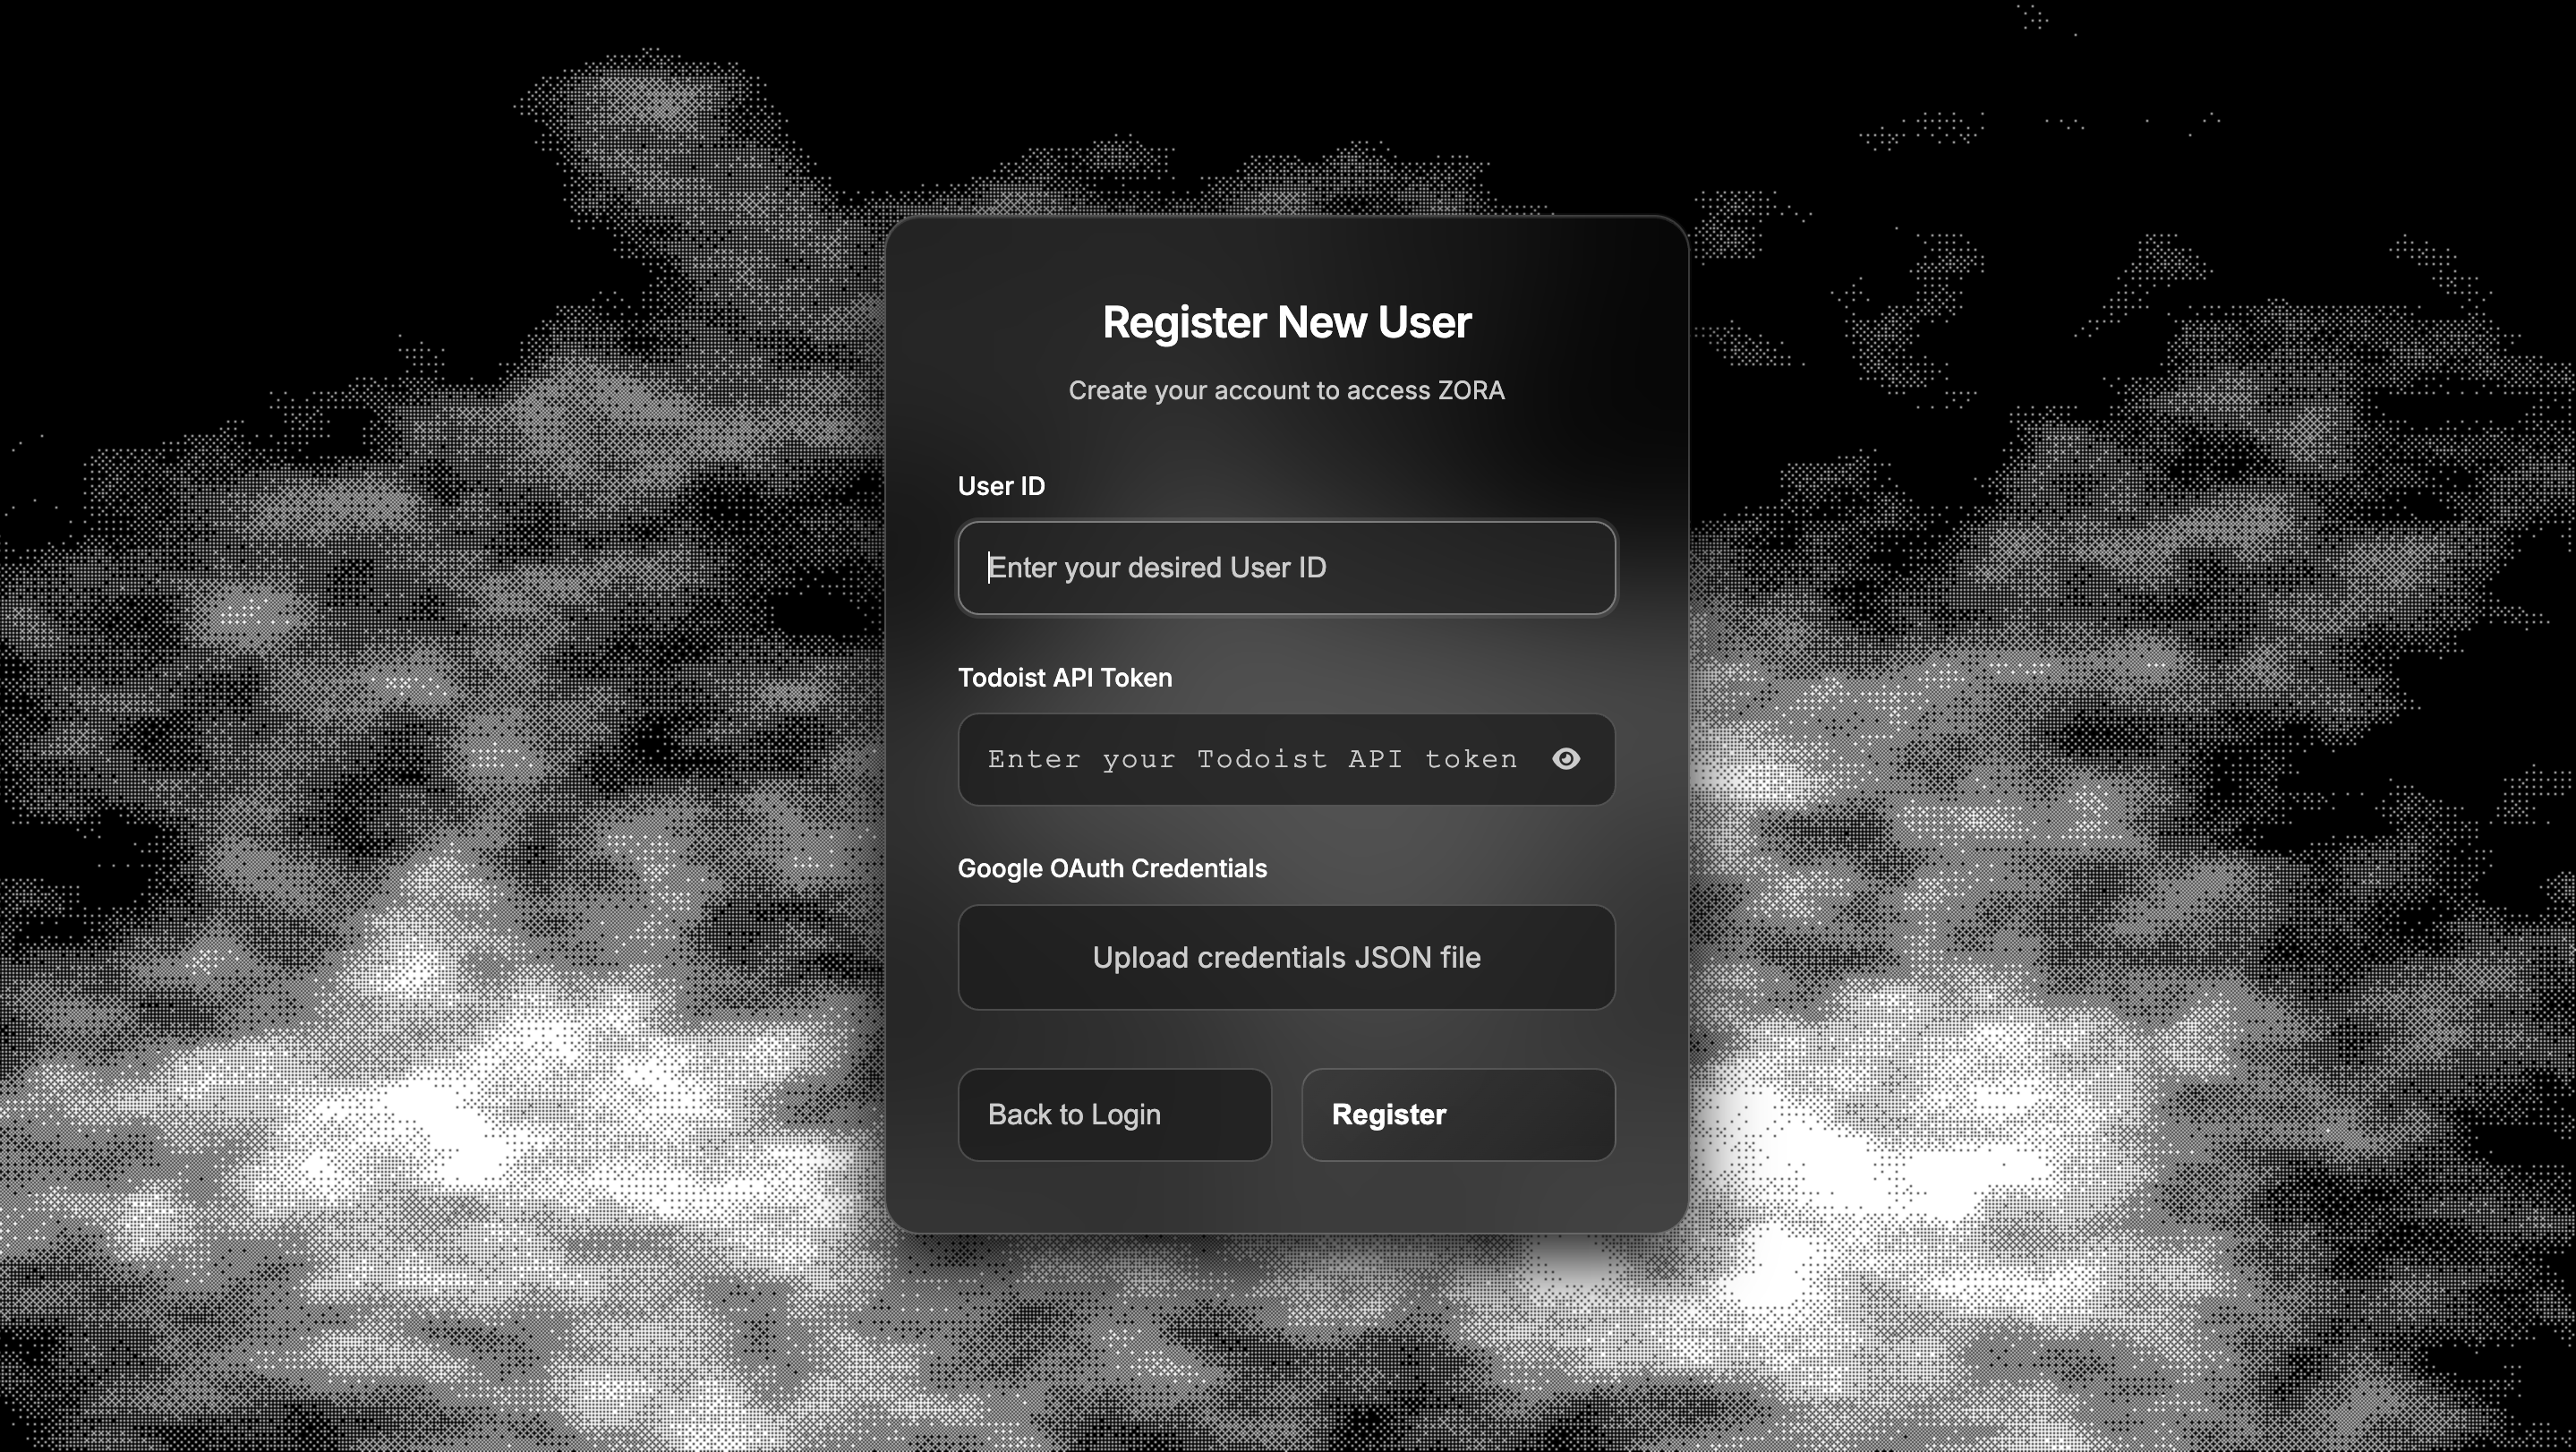 Register New User
Create your account to access ZORA
User ID
Enter your desired User ID
Todoist API Token
Enter your Todoist API token
Google OAuth Credentials
Upload credentials JSON file
Back to Login
Register